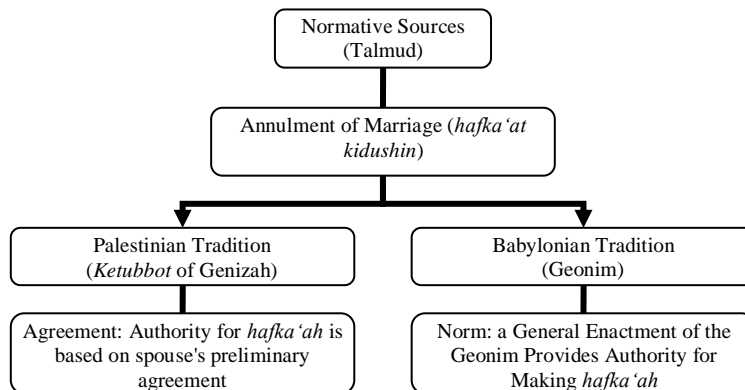 Normative Sources
(Talmud)
Annulment of Marriage (hafka‘at
kidushin)
Palestinian Tradition
(Ketubbot of Genizah)
Agreement: Authority for hafka‘ah is
based on spouse's preliminary
agreement
Babylonian Tradition
(Geonim)
Norm: a General Enactment of the
Geonim Provides Authority for
Making hafka‘ah